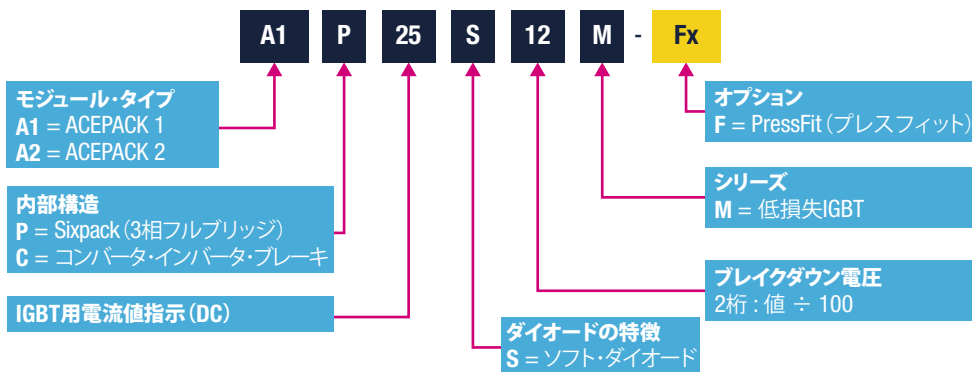 A1 P 25 S 12 M - Fx
モジュール・タイプ
A1 = ACEPACK 1
A2 = ACEPACK 2
オプション
F = PressFit（プレスフィット）
内部構造
P = Sixpack（3相フルブリッジ）
C = コンバータ・インバータ・ブレーキ
シリーズ
M = 低損失IGBT
IGBT用電流値指示（DC）
ブレイクダウン電圧
2桁 : 値 ÷ 100
ダイオードの特徴
S = ソフト・ダイオード